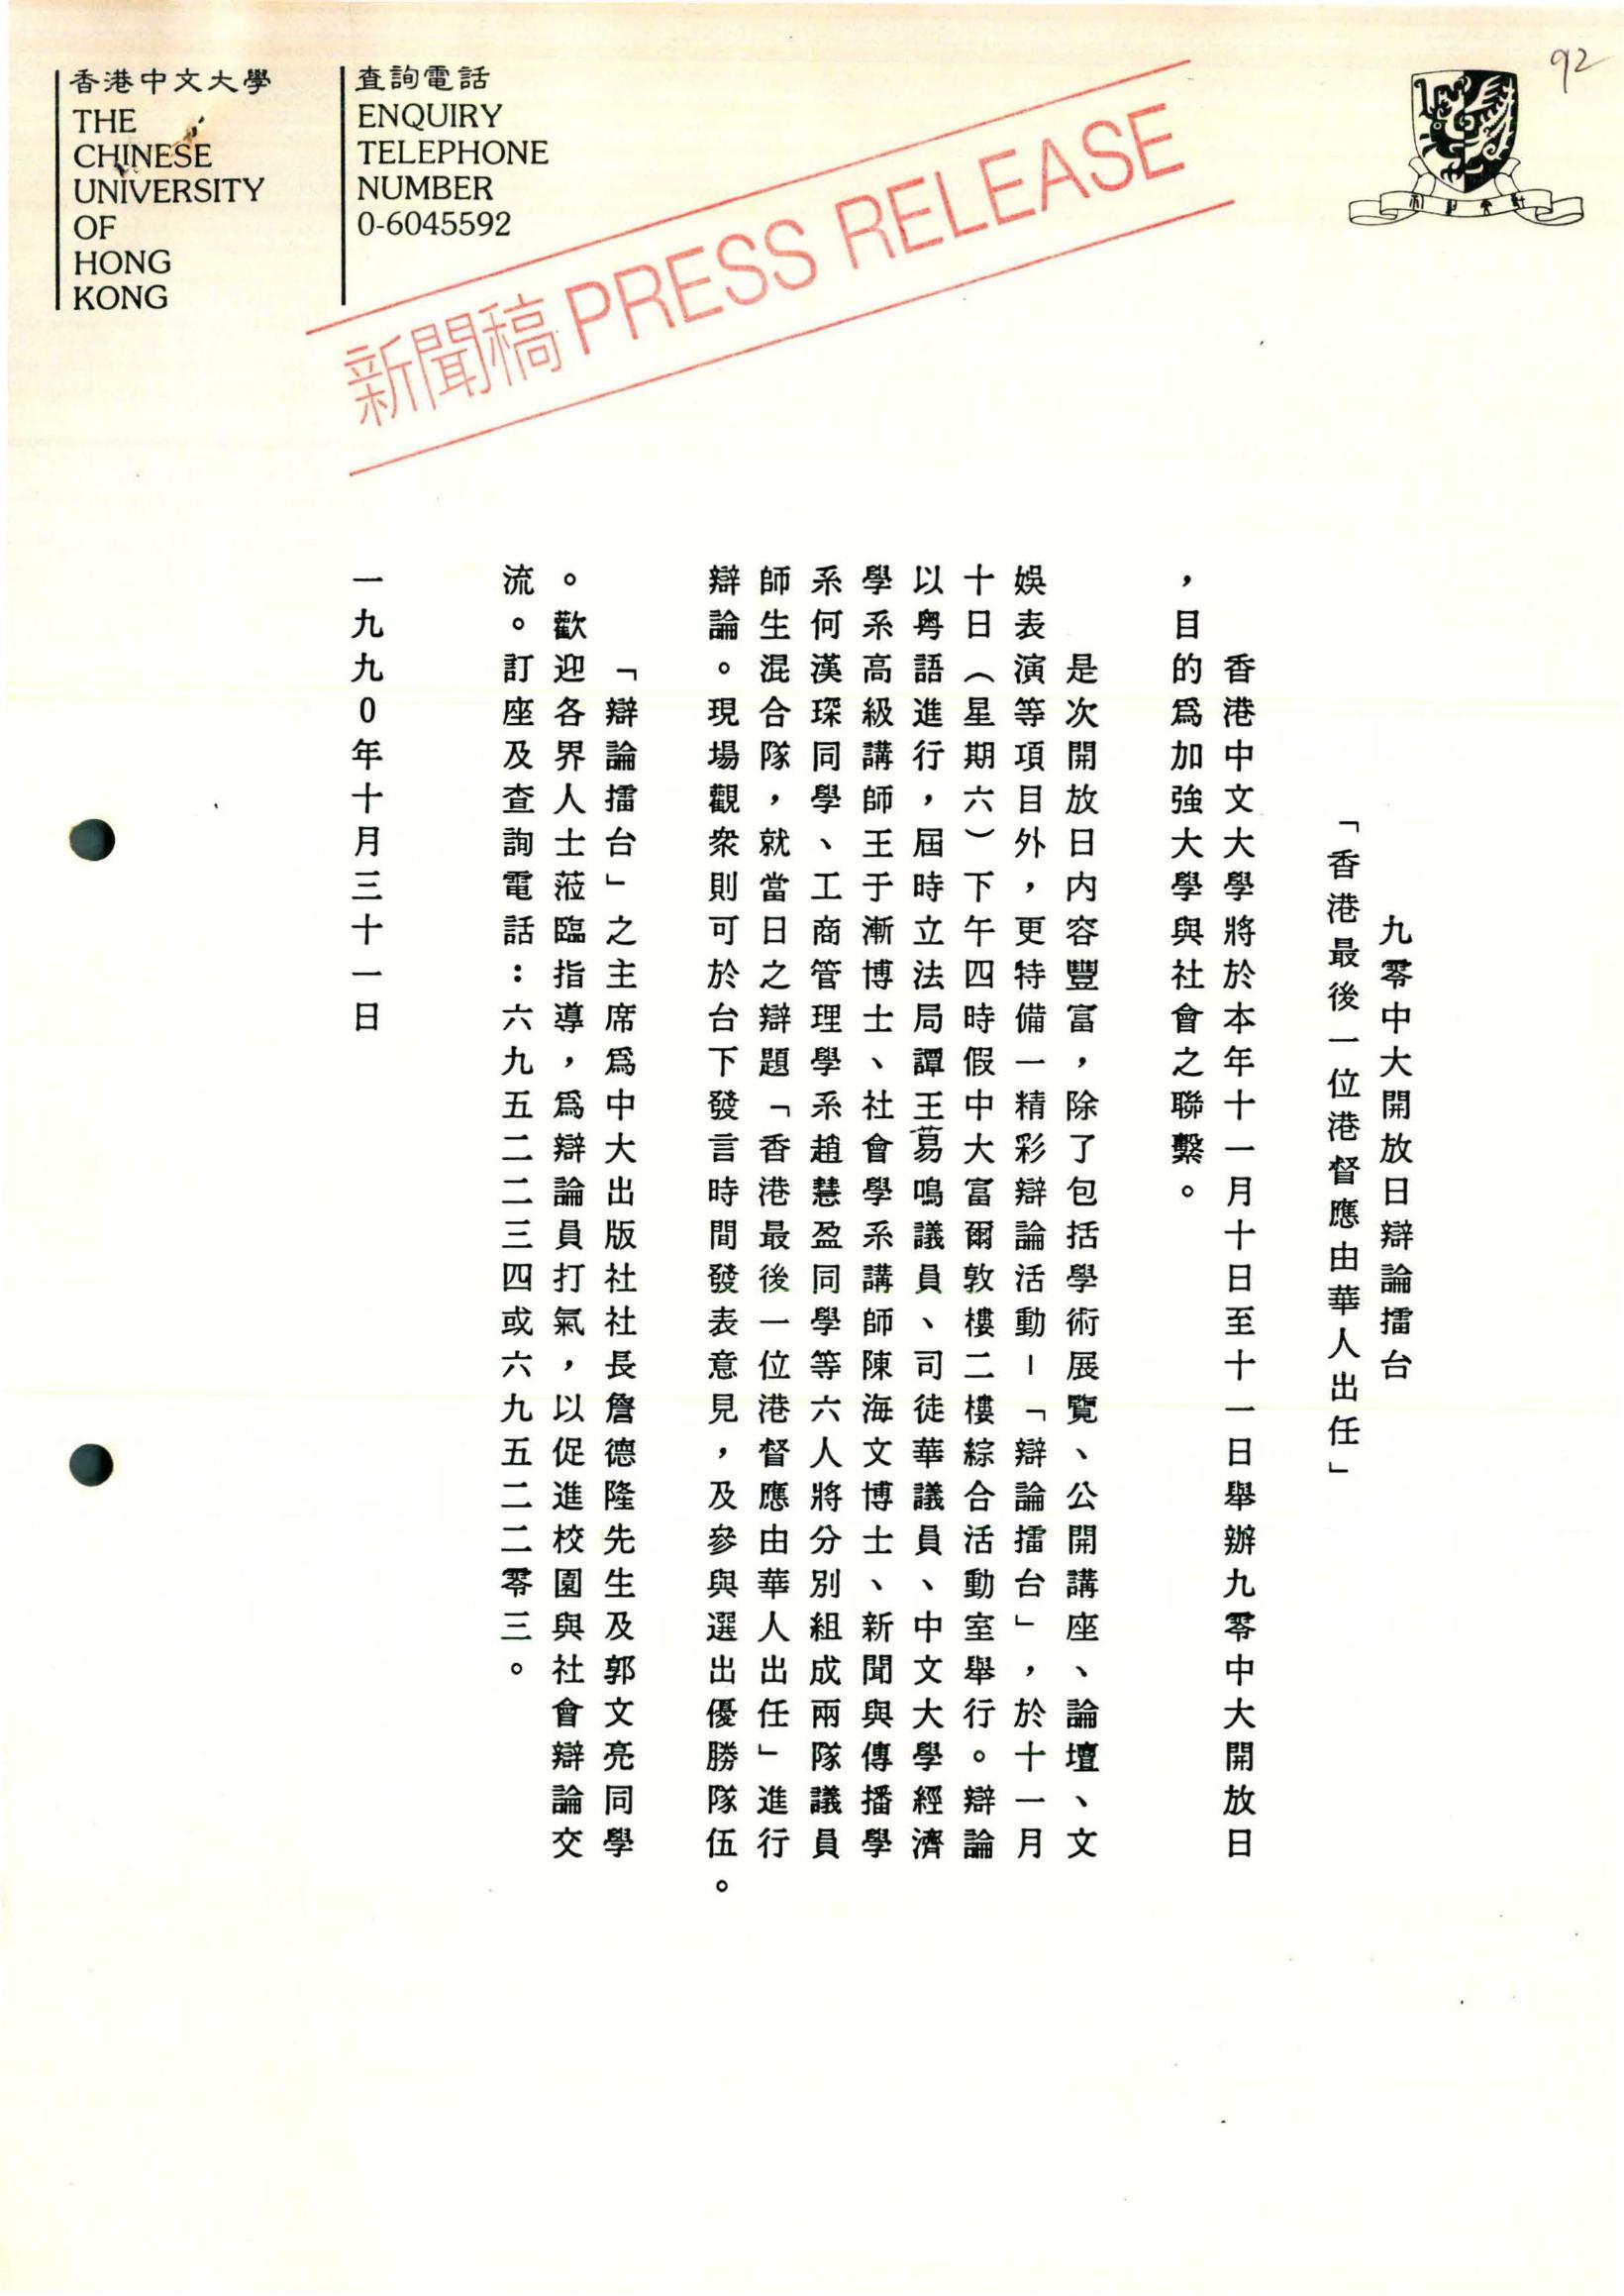 92
香港中文大學
THE
CHINESE
UNIVERSITY
OF
HONG
KONG
查詢電話
ENQUIRY
TELEPHONE
NUMBER
0-6045592
新聞稿 PRESS RELEASE
九零中大開放日辯論擂台
「香港最後一位港督應由華人出任」
香港中文大學將於本年十一月十日至十一日舉辦九零中大開放日
，目的爲加強大學與社會之聯繫。
是次開放日内容豐富，除了包括學術展覽、公開講座、論壇、文
娛表演等項目外，更特備一精彩辯論活動－「辯論擂台」，於十一月
十日（星期六）下午四時假中大富爾敦樓二樓綜合活動室舉行。辯論
以粤語進行，屆時立法局譚王䓪鳴議員、司徒華議員、中文大學經濟
學系高級講師王于漸博士、社會學系講師陳海文博士、新聞與傳播學
系何漢琛同學、工商管理學系趙慧盈同學等六人將分別組成兩隊議員
師生混合隊，就當日之辯題「香港最後一位港督應由華人出任」進行
辯論。現場觀衆則可於台下發言時間發表意見，及參與選出優勝隊伍。
「辯論擂台」之主席爲中大出版社社長詹德隆先生及郭文亮同學
。歡迎各界人士蒞臨指導，爲辯論員打氣，以促進校園與社會辯論交
流。訂座及查詢電話：六九五二二三四或六九五二二零三。
一九九0年十月三十一日